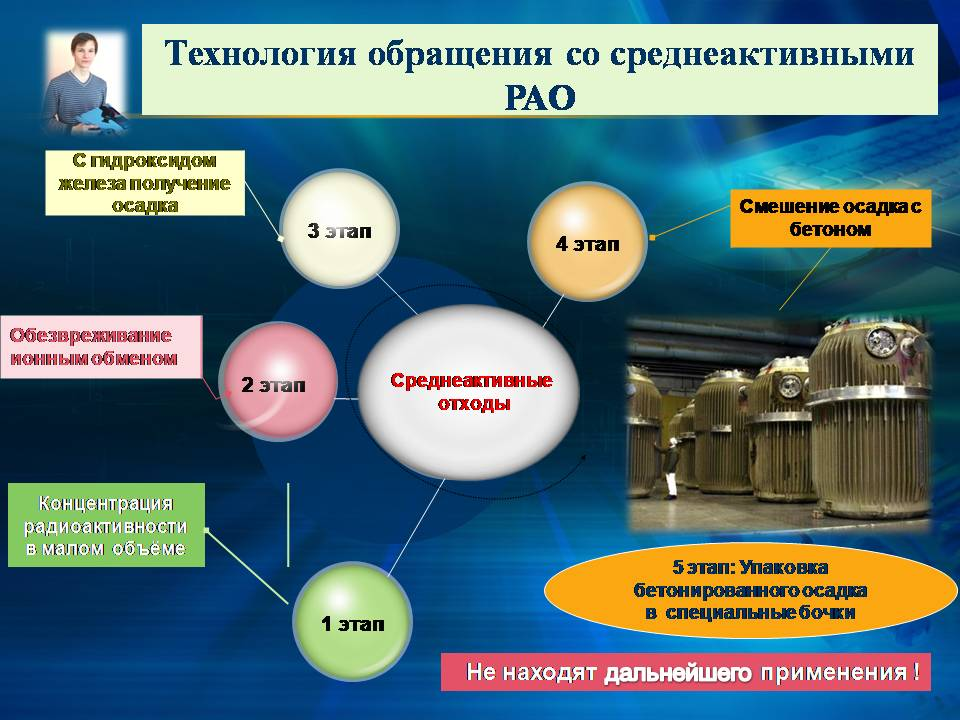 Технология обращения со среднеактивными
РАО
С гидроксидом
железа получение
осадка
3 этап
4 этап
Смешение осадка с
бетоном
Обезвреживание
ионным обменом
2 этап
Среднеактивные
отходы
Концентрация
радиоактивности
в малом объёме
1 этап
5 этап: Упаковка
бетонированного осадка
в специальные бочки
Не находят дальнейшего применения !